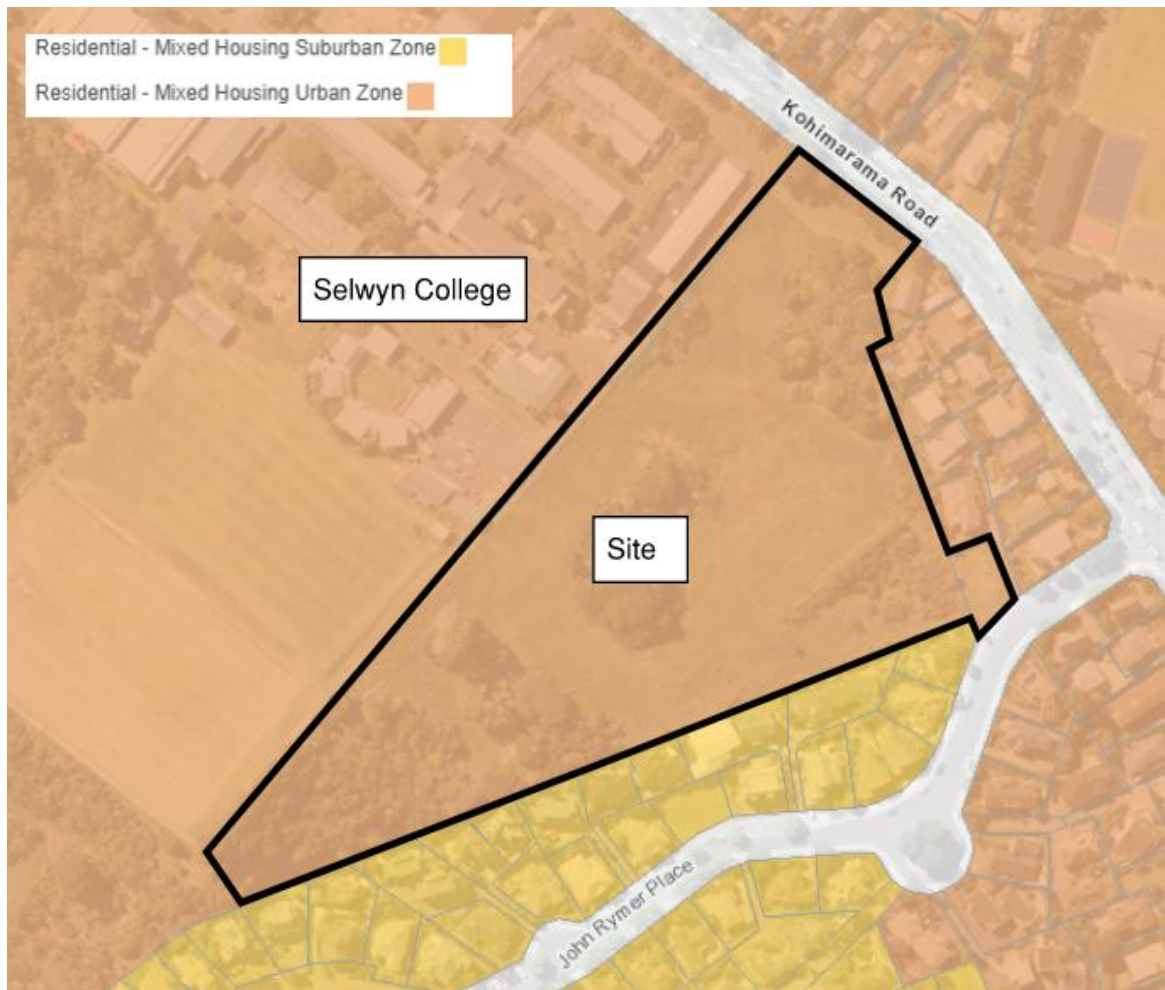 Residential - Mixed Housing Suburban Zone
Residential - Mixed Housing Urban Zone
Kohimarama Road
Selwyn College
Site
John Rymer Place